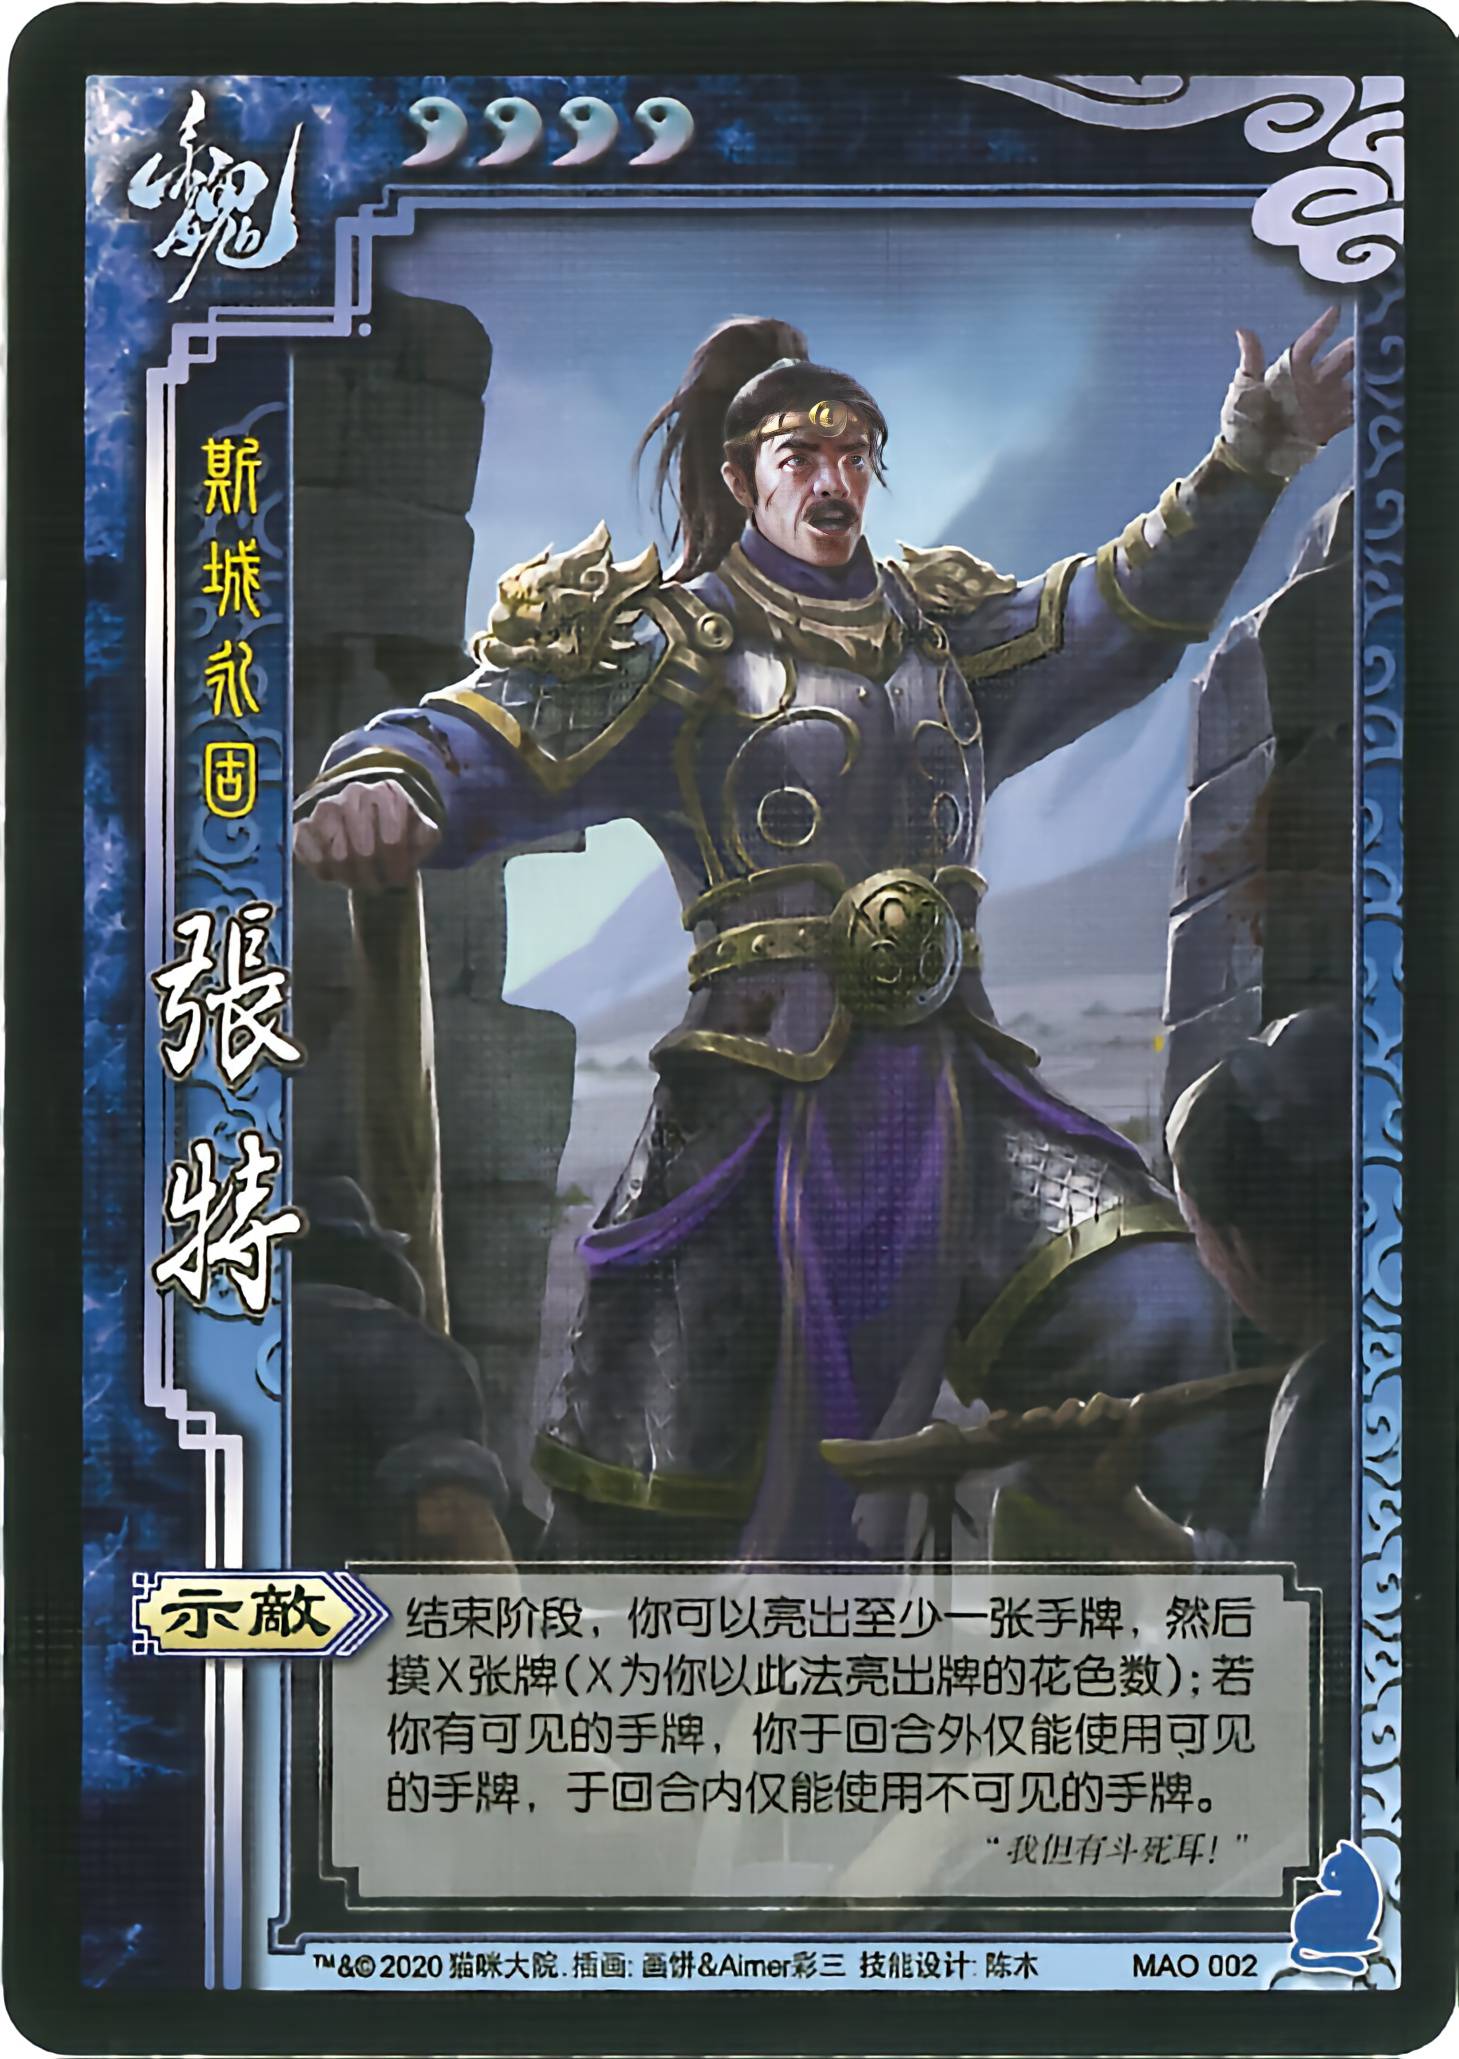 魏
斯城永固
張特
示敵
结束阶段，你可以亮出至少一张手牌，然后
摸X张牌（X为你以此法亮出牌的花色数）；若
你有可见的手牌，你于回合外仅能使用可见
的手牌，于回合内仅能使用不可见的手牌。
“我但有斗死耳！”
™&© 2020 猫咪大院. 插画: 画饼&Aimer彩三 技能设计: 陈木
MAO 002